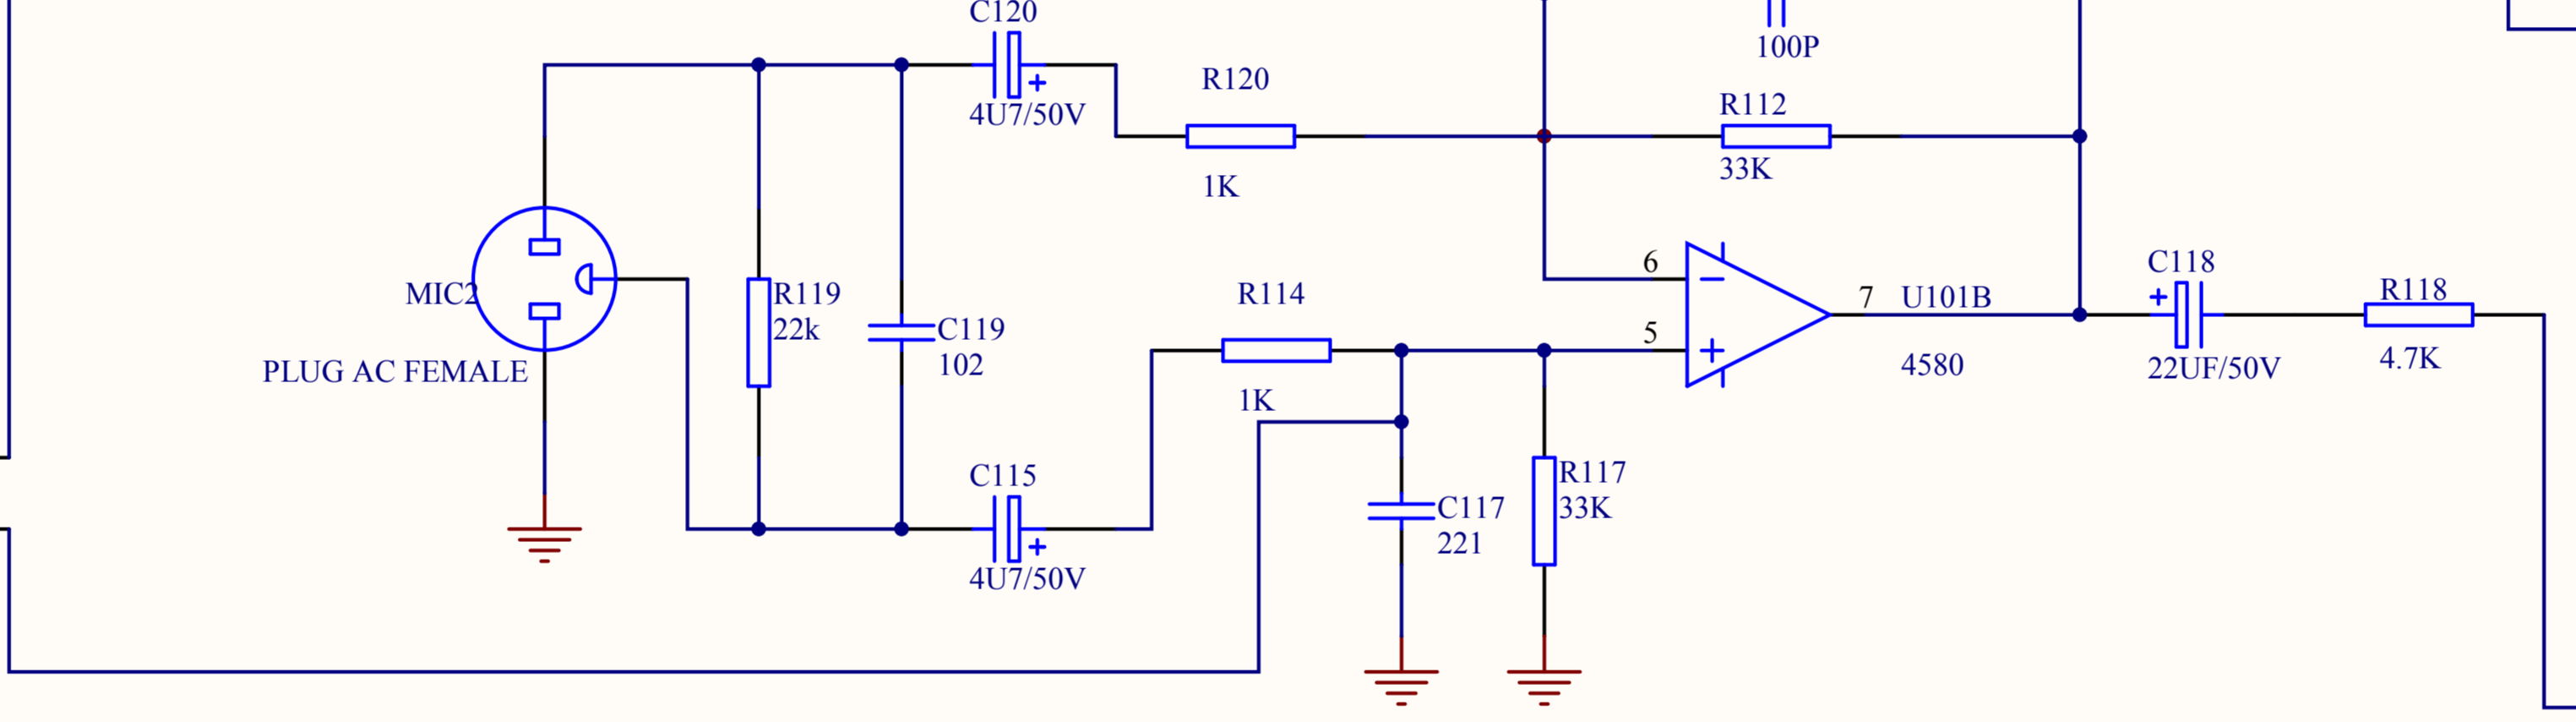 C120
4U7/50V
R120
1K
100P
R112
33K
MIC2
PLUG AC FEMALE
R119
22k
C119
102
C115
4U7/50V
R114
1K
6
5
7
U101B
4580
C117
221
R117
33K
C118
22UF/50V
R118
4.7K